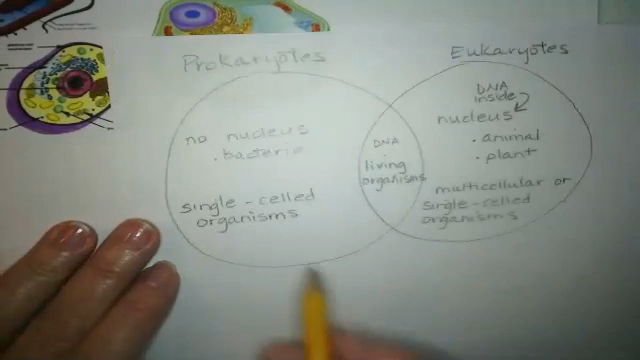 Prokaryotes
Eukaryotes
no nucleus
• bacteria
single-celled
organisms
DNA
living
organisms
DNA
inside
nucleus
• animal
• plant
multicellular or
single-celled
organisms